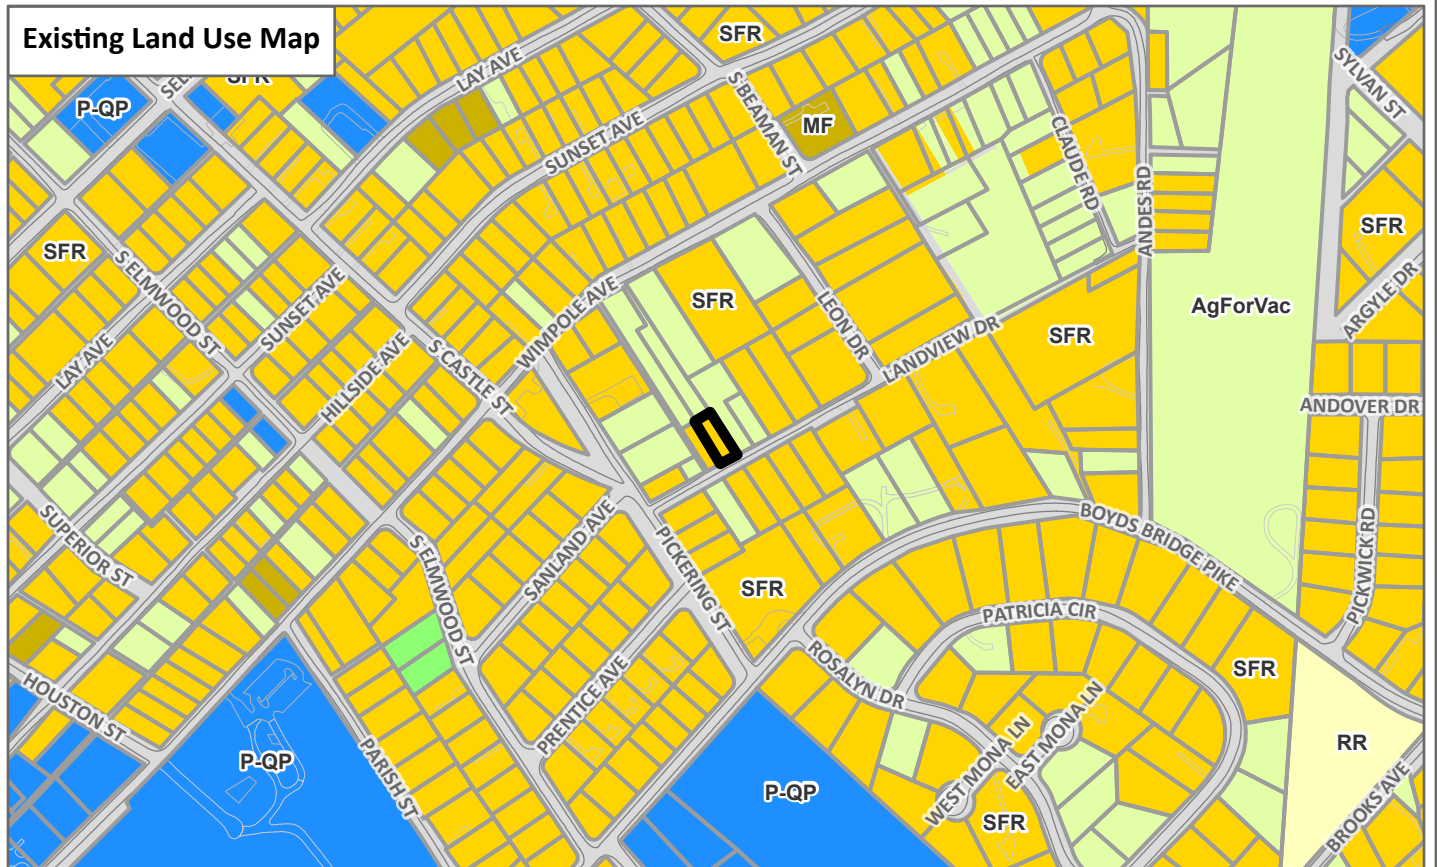 Existing Land Use Map
SFR
LAY AVE
SFR
P-QP
SYLVAN ST
S BEAMAN ST
MF
SUNSET AVE
CLAUDE RD
ANDES RD
SFR
SFR
S ELMWOOD ST
SUNSET AVE
WIMPOLE AVE
SFR
LEON DR
AgForVac
ARGYLE DR
LAY AVE
HILLSIDE AVE
S CASTLE ST
LANDVIEW DR
SFR
ANDOVER DR
SUPERIOR ST
S ELMWOOD ST
SANLAND AVE
PICKERING ST
SFR
BOYDS BRIDGE PIKE
PICKWICK RD
PATRICIA CIR
HOUSTON ST
PRENTICE AVE
ROSALYN DR
SFR
P-QP
PARISH ST
P-QP
WEST MONA LN
EAST MONA LN
SFR
RR
BROOKS AVE